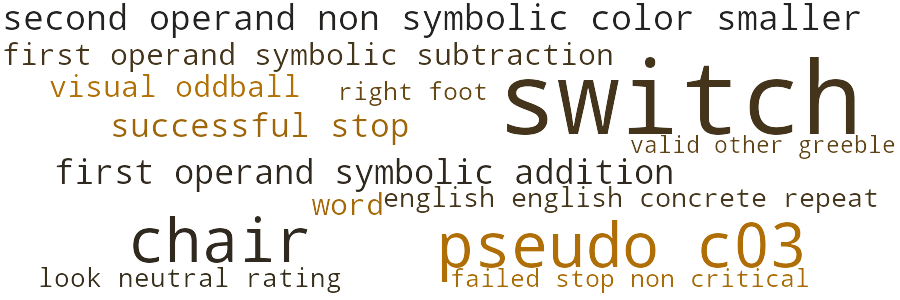 second operand non symbolic color smaller
first operand symbolic subtraction
visual oddball
right foot
switch
successful stop
valid other greeble
first operand symbolic addition
word
english english concrete repeat
chair
pseudo c03
look neutral rating
failed stop non critical